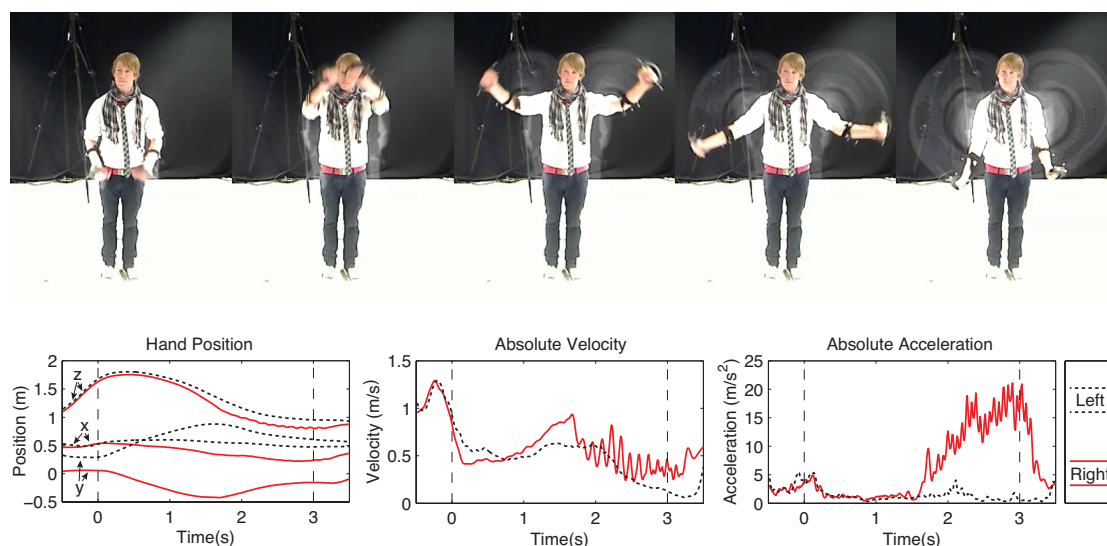 Hand Position
2
1.5
1
0.5
0
−0.5
Position (m)
z
x
y
0 1 2 3
Time(s)
Absolute Velocity
1.5
1
0.5
0
Velocity (m/s)
0 1 2 3
Time(s)
Absolute Acceleration
25
20
15
10
5
0
Acceleration (m/s²)
0 1 2 3
Time(s)
Left
Right